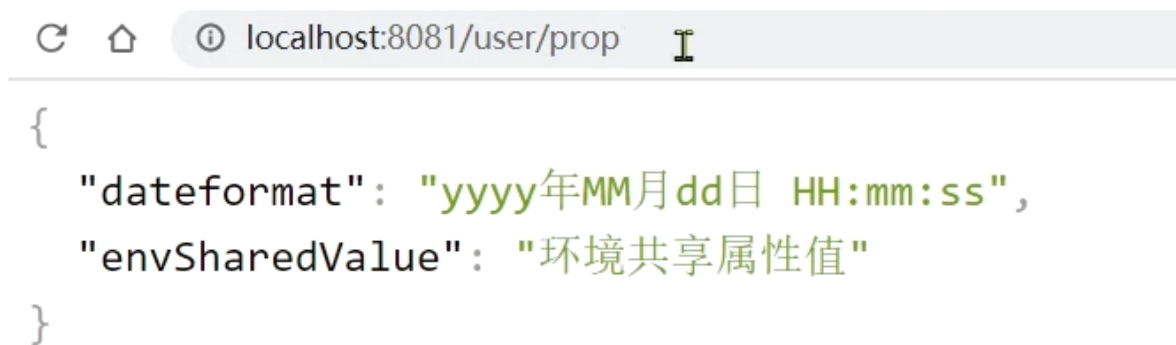 localhost:8081/user/prop
{
"dateformat": "yyyy年MM月dd日 HH:mm:ss",
"envSharedValue": "环境共享属性值"
}